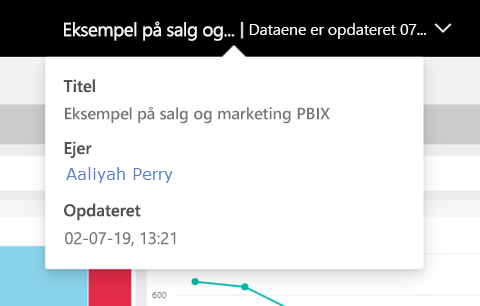 Eksempel på salg og... | Dataene er opdateret 07...
Titel
Eksempel på salg og marketing PBIX
Ejer
Aaliyah Perry
Opdateret
02-07-19, 13:21
600